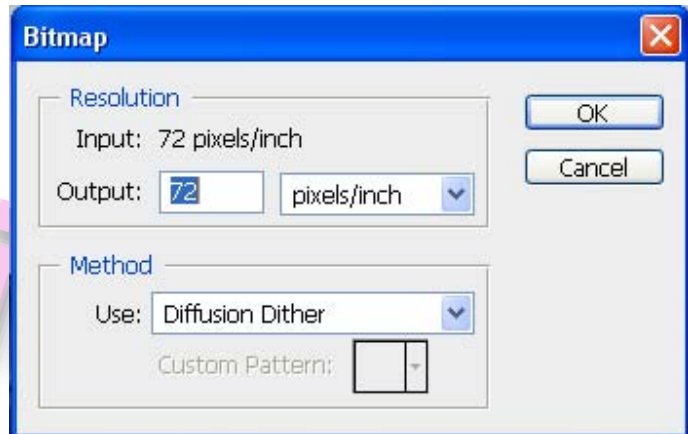 Bitmap
Resolution
Input: 72 pixels/inch
Output: 72 pixels/inch
Method
Use: Diffusion Dither
Custom Pattern:
OK
Cancel